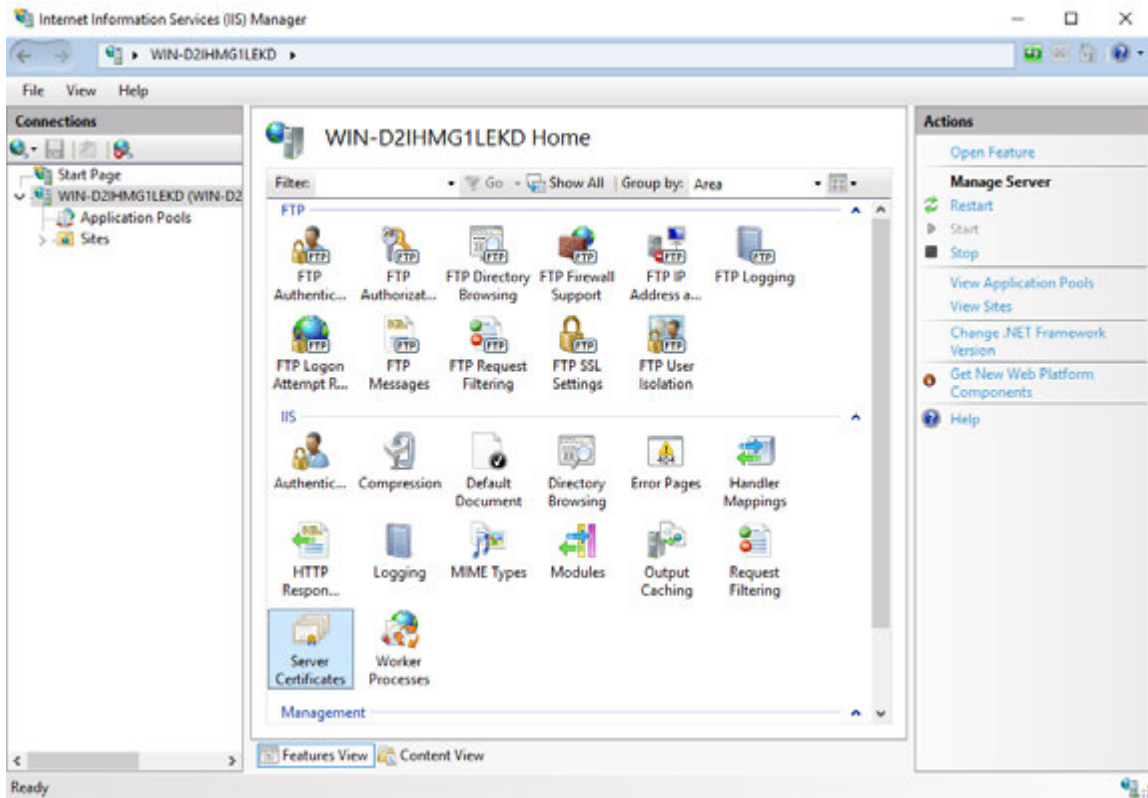 Internet Information Services (IIS) Manager
WIN-D2IHMG1LEKD
File View Help
Connections
Start Page
WIN-D2IHMG1LEKD (WIN-D2
Application Pools
Sites
WIN-D2IHMG1LEKD Home
Filter: Go Show All Group by: Area
FTP
FTP Authentic...
FTP Authorizat...
FTP Directory Browsing
FTP Firewall Support
FTP IP Address a...
FTP Logging
FTP Logon Attempt R...
FTP Messages
FTP Request Filtering
FTP SSL Settings
FTP User Isolation
IIS
Authentic...
Compression
Default Document
Directory Browsing
Error Pages
Handler Mappings
HTTP Respon...
Logging
MIME Types
Modules
Output Caching
Request Filtering
Server Certificates
Worker Processes
Management
Features View Content View
Actions
Open Feature
Manage Server
Restart
Start
Stop
View Application Pools
View Sites
Change .NET Framework
Version
Get New Web Platform
Components
Help
Ready